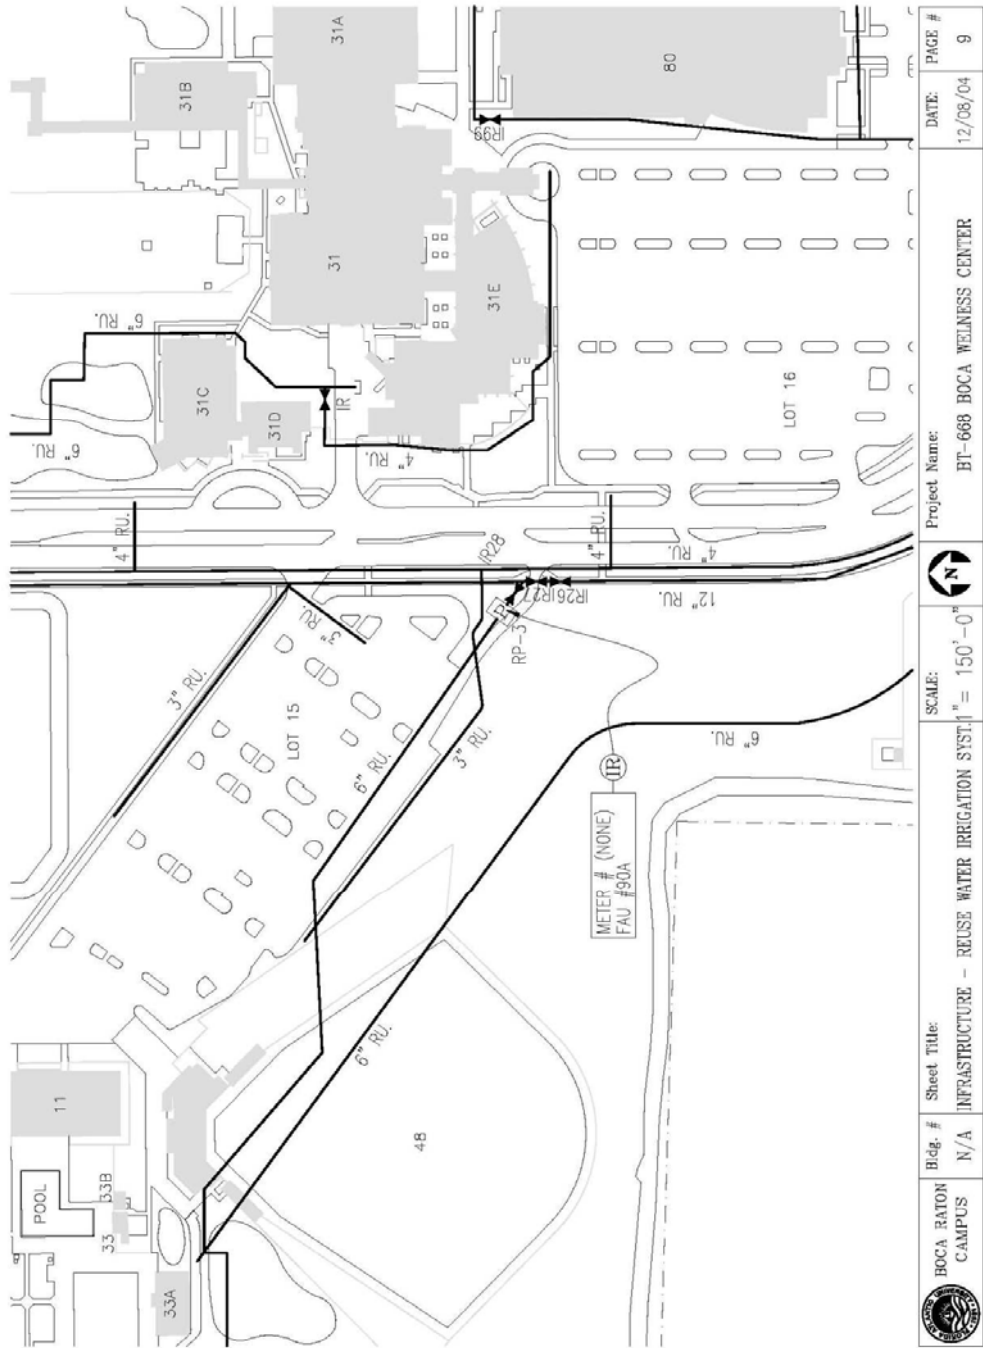 31A
31B
80
IR99
31
31E
6" RU.
31C
31D
IR
6" RU.
4" RU.
LOT 16
4" RU.
IR28
4" RU.
4" RU.
IR27
IR26
12" RU.
P
RP-3
3" RU.
3" RU.
LOT 15
6" RU.
3" RU.
6" RU.
IR
METER # (NONE)
FAU #90A
6" RU.
11
48
POOL
33B
33
33A
BOCA RATON
CAMPUS
Bldg. #
N/A
Sheet Title:
INFRASTRUCTURE - REUSE WATER IRRIGATION SYST.
SCALE:
1" = 150'-0"
N
Project Name:
BT-668 BOCA WELNESS CENTER
DATE:
12/08/04
PAGE #
9